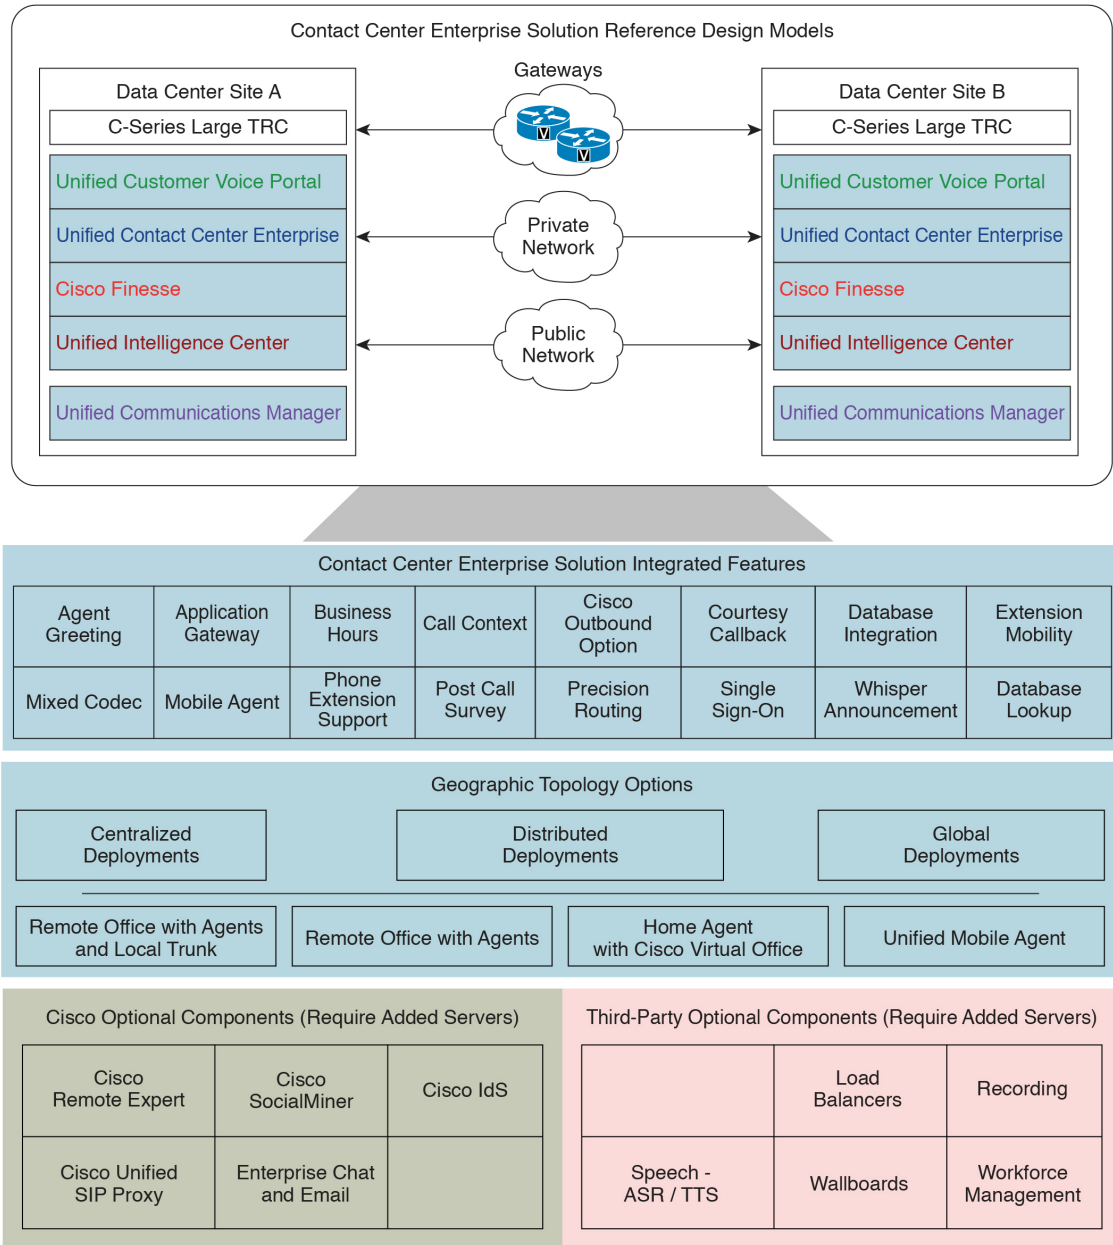 Contact Center Enterprise Solution Reference Design Models
Data Center Site A
C-Series Large TRC
Unified Customer Voice Portal
Unified Contact Center Enterprise
Cisco Finesse
Unified Intelligence Center
Unified Communications Manager
Gateways
V
V
Private
Network
Public
Network
Data Center Site B
C-Series Large TRC
Unified Customer Voice Portal
Unified Contact Center Enterprise
Cisco Finesse
Unified Intelligence Center
Unified Communications Manager
Contact Center Enterprise Solution Integrated Features
Agent
Greeting
Application
Gateway
Business
Hours
Call Context
Cisco
Outbound
Option
Courtesy
Callback
Database
Integration
Extension
Mobility
Mixed Codec
Mobile Agent
Phone
Extension
Support
Post Call
Survey
Precision
Routing
Single
Sign-On
Whisper
Announcement
Database
Lookup
Geographic Topology Options
Centralized
Deployments
Distributed
Deployments
Global
Deployments
Remote Office with Agents
and Local Trunk
Remote Office with Agents
Home Agent
with Cisco Virtual Office
Unified Mobile Agent
Cisco Optional Components (Require Added Servers)
Cisco
Remote Expert
Cisco
SocialMiner
Cisco IdS
Cisco Unified
SIP Proxy
Enterprise Chat
and Email
Third-Party Optional Components (Require Added Servers)
Load
Balancers
Recording
Speech -
ASR / TTS
Wallboards
Workforce
Management